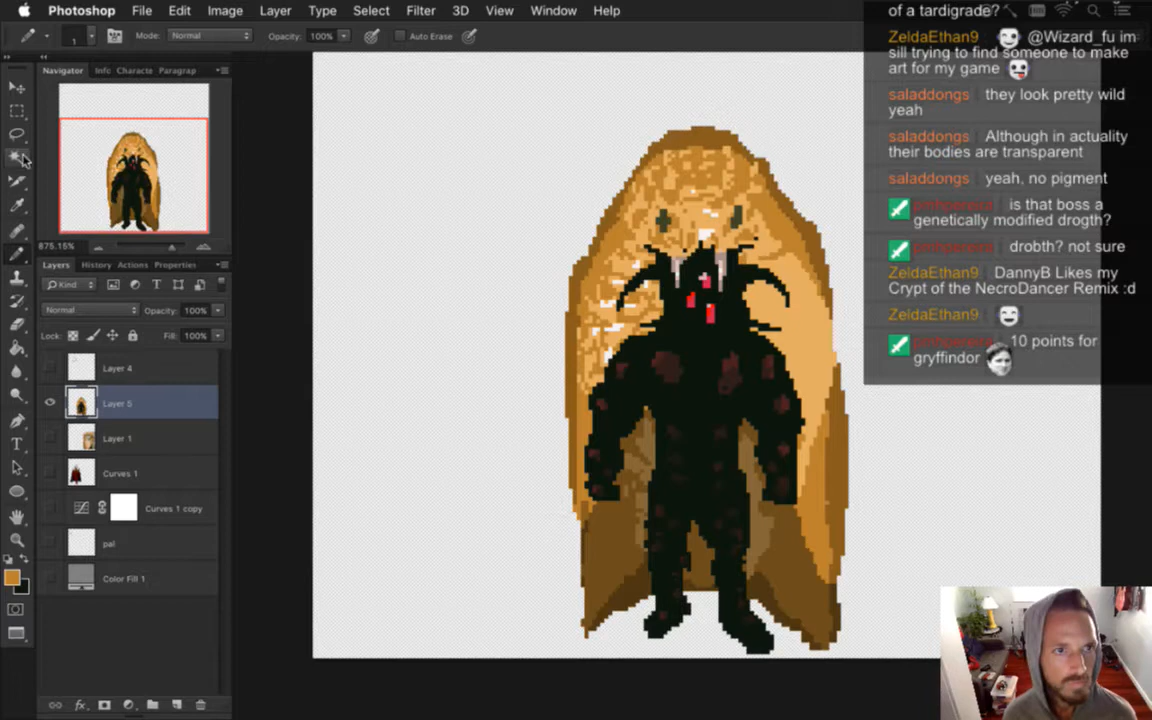 Photoshop File Edit Image Layer Type Select Filter 3D View Window Help
1 Mode: Normal Opacity: 100% Auto Erase
Navigator Info Characte Paragrap
875.15%
Layers History Actions Properties
Kind
Normal Opacity: 100%
Lock: Fill: 100%
Layer 4
Layer 5
Layer 1
Curves 1
Curves 1 copy
pal
Color Fill 1
of a tardigrade?
ZeldaEthan9 @Wizard_fu im
sill trying to find someone to make
art for my game
saladdongs they look pretty wild
yeah
saladdongs Although in actuality
their bodies are transparent
saladdongs yeah, no pigment
is that boss a
genetically modified drogth?
drobth? not sure
ZeldaEthan9 DannyB Likes my
Crypt of the NecroDancer Remix :d
ZeldaEthan9
10 points for
gryffindor